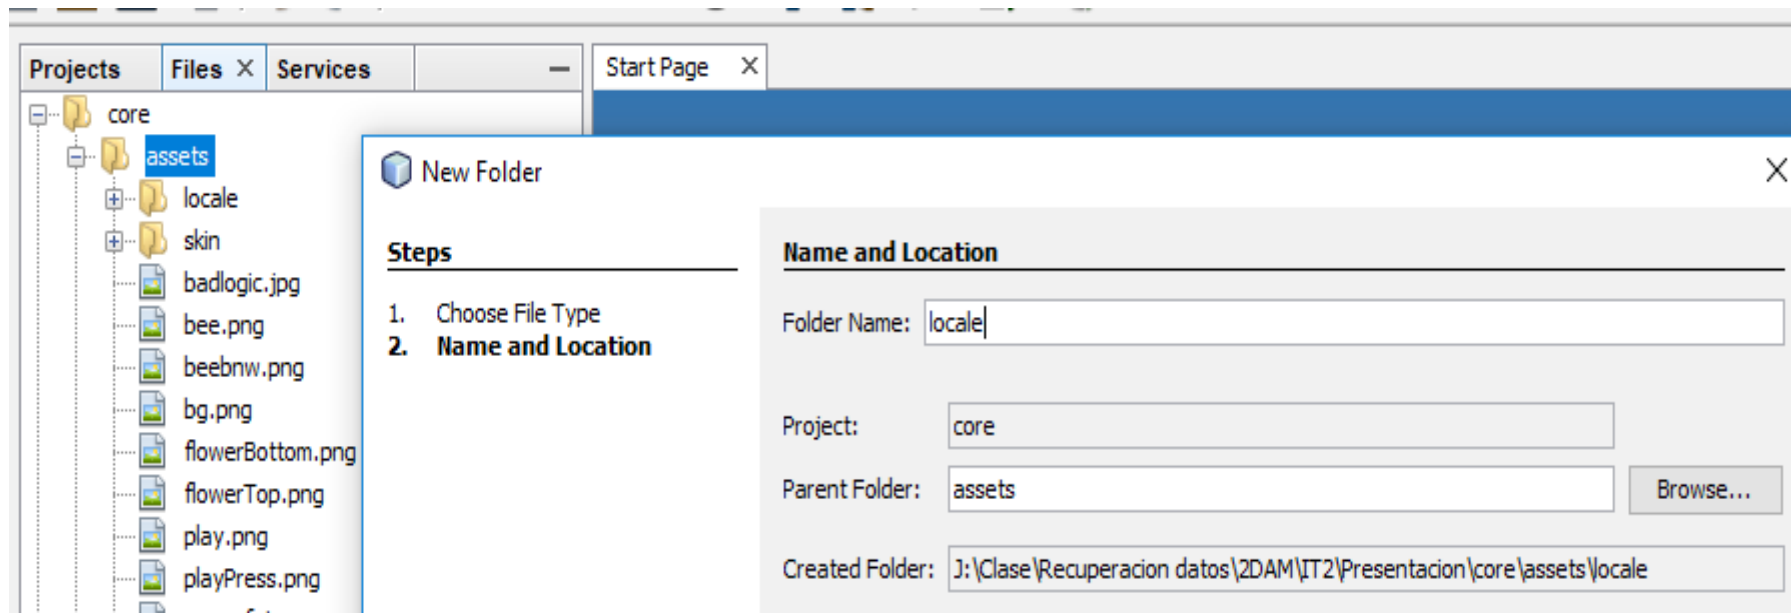 Projects Files Services Start Page
core
assets
locale
skin
badlogic.jpg
bee.png
beebnw.png
bg.png
flowerBottom.png
flowerTop.png
play.png
playPress.png
New Folder
Steps
1. Choose File Type
2. Name and Location
Name and Location
Folder Name: locale
Project: core
Parent Folder: assets Browse...
Created Folder: J:\Clase\Recuperacion datos\2DAM\IT2\Presentacion\core\assets\locale